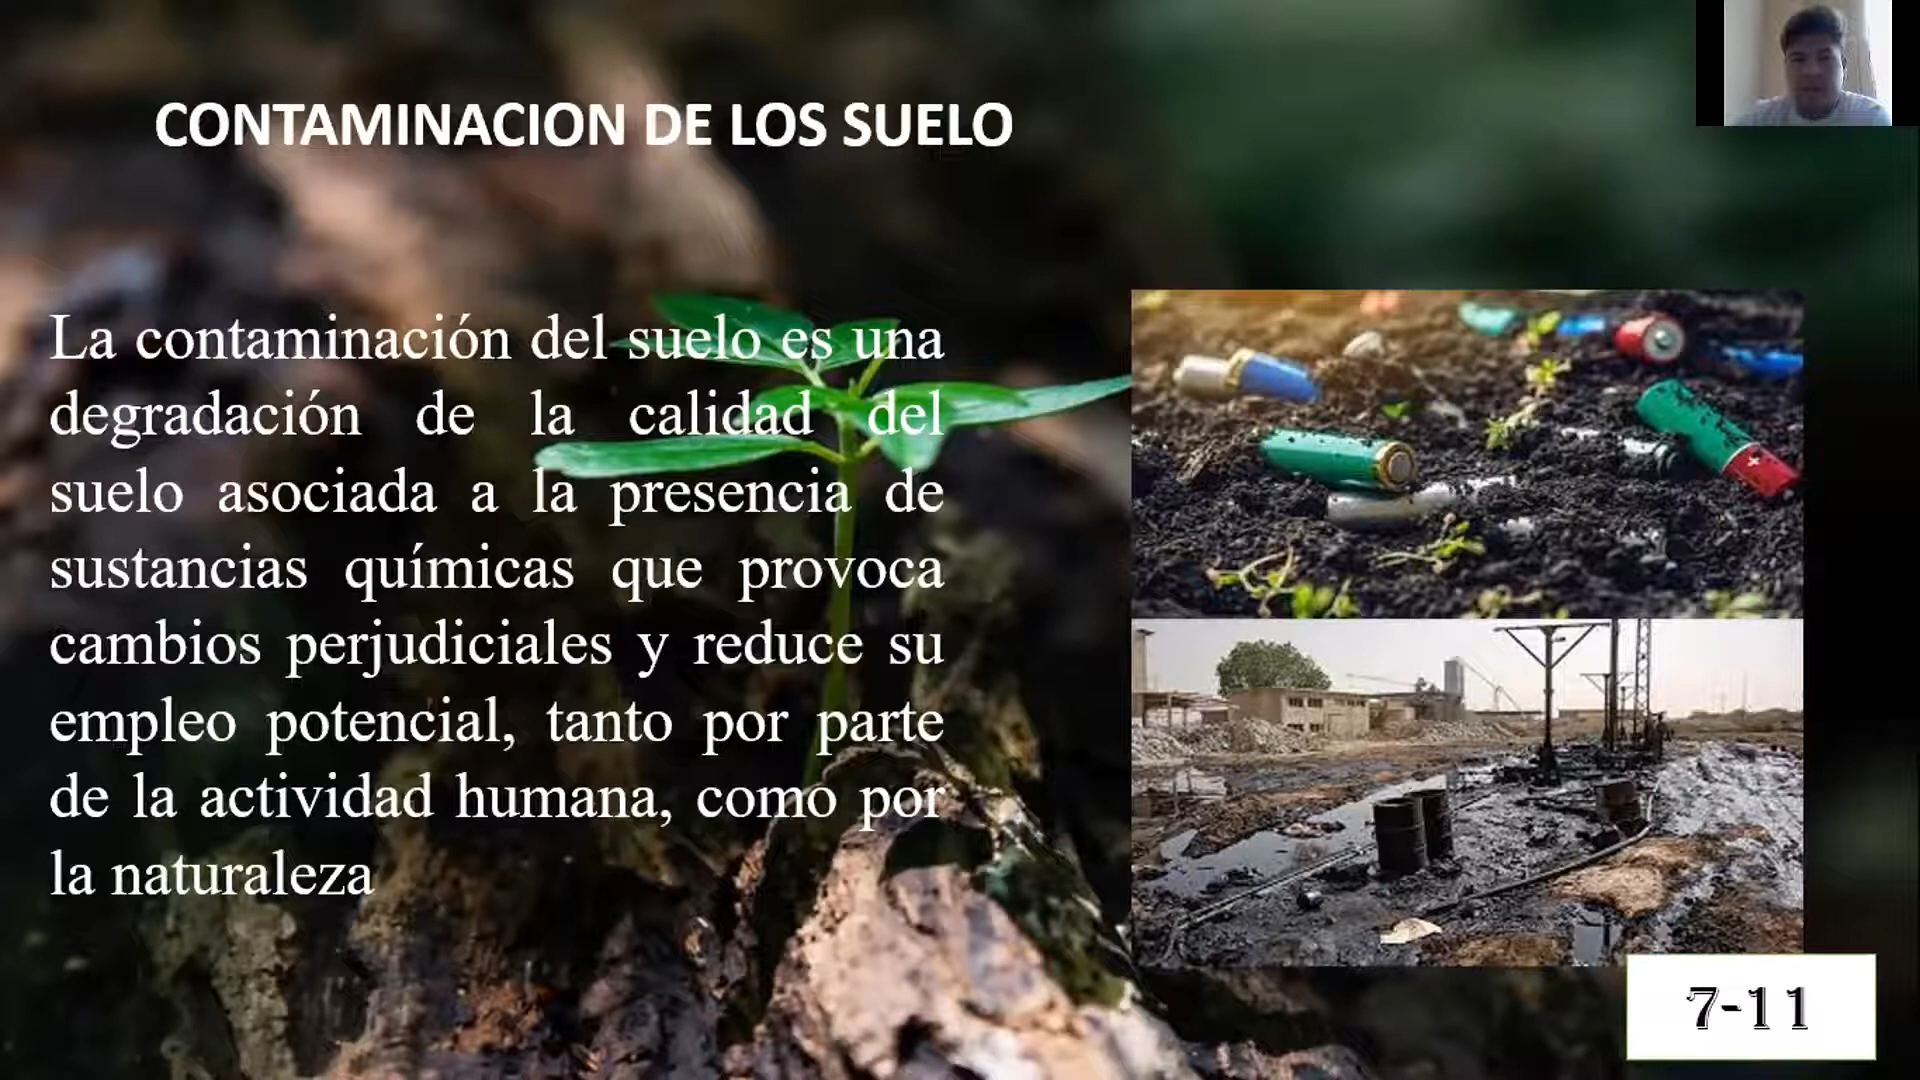 CONTAMINACION DE LOS SUELO
La contaminación del suelo es una
degradación de la calidad del
suelo asociada a la presencia de
sustancias químicas que provoca
cambios perjudiciales y reduce su
empleo potencial, tanto por parte
de la actividad humana, como por
la naturaleza
7-11